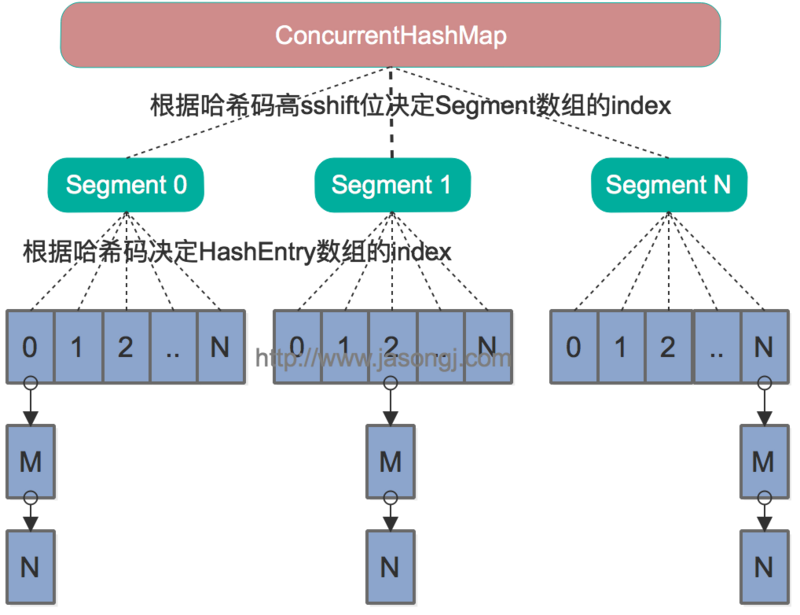 ConcurrentHashMap
根据哈希码高sshift位决定Segment数组的index
Segment 0 Segment 1 Segment N
根据哈希码决定HashEntry数组的index
0 1 2 .. N 0 1 2 .. N 0 1 2 .. N
http://www.jasongj.com
M M M
N N N